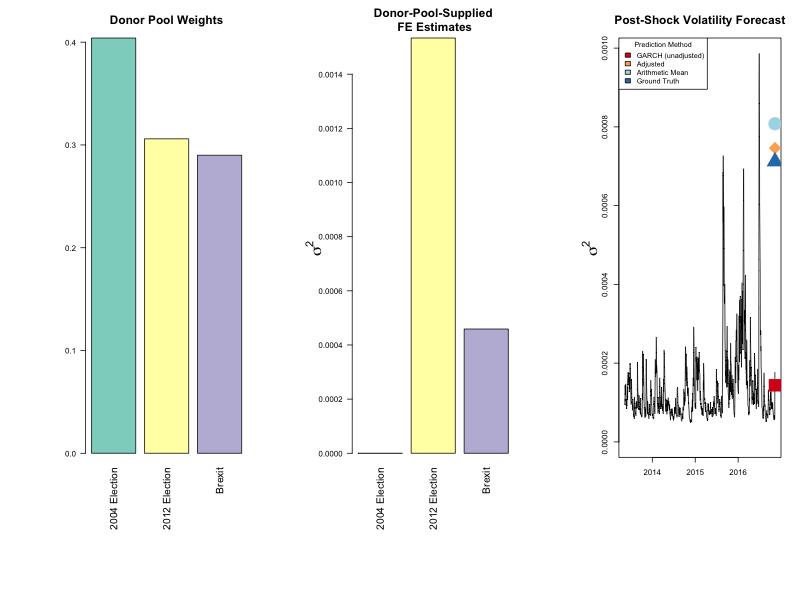 Donor Pool Weights
0.4
0.3
0.2
0.1
0.0
2004 Election
2012 Election
Brexit
Donor-Pool-Supplied
FE Estimates
σ²
0.0014
0.0012
0.0010
0.0008
0.0006
0.0004
0.0002
0.0000
2004 Election
2012 Election
Brexit
Post-Shock Volatility Forecast
Prediction Method
GARCH (unadjusted)
Adjusted
Arithmetic Mean
Ground Truth
σ²
0.0010
0.0008
0.0006
0.0004
0.0002
0.0000
2014
2015
2016